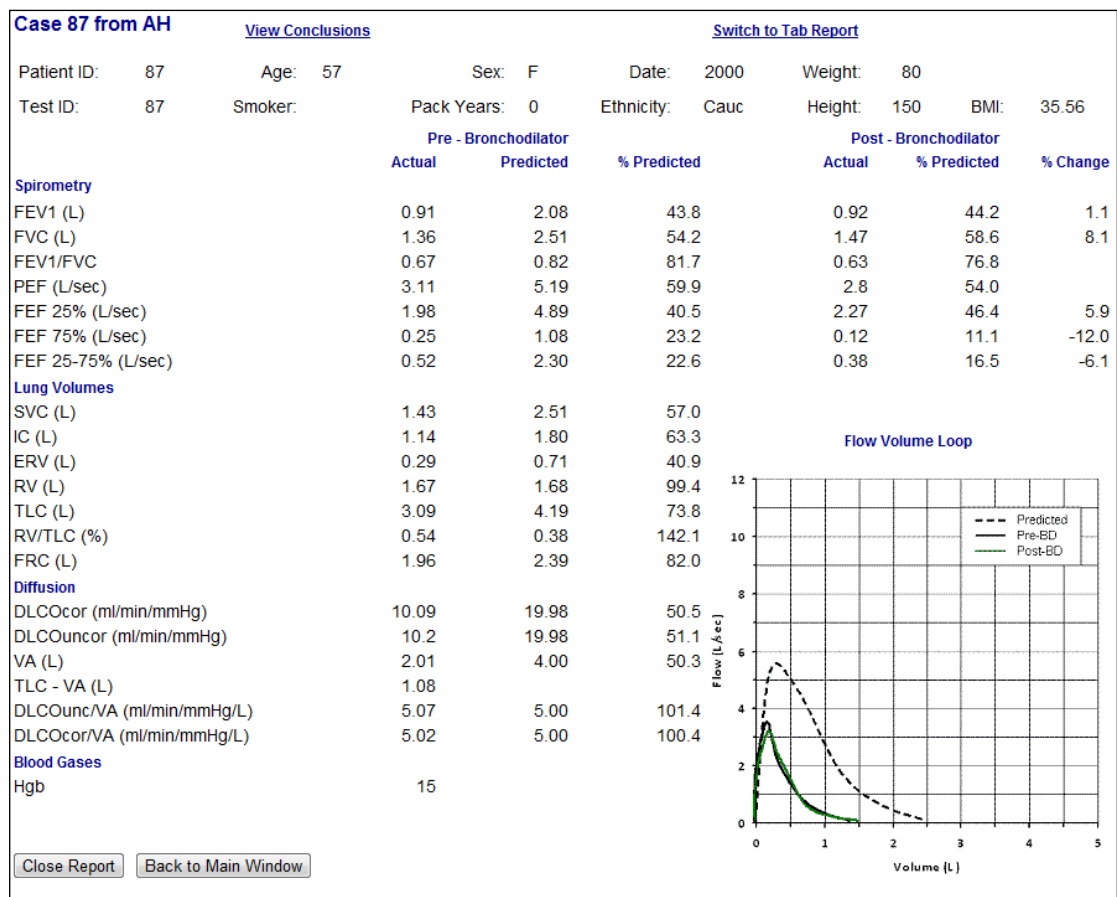 Case 87 from AH View Conclusions Switch to Tab Report
Patient ID: 87 Age: 57 Sex: F Date: 2000 Weight: 80
Test ID: 87 Smoker: Pack Years: 0 Ethnicity: Cauc Height: 150 BMI: 35.56
Pre - Bronchodilator Post - Bronchodilator
Actual Predicted % Predicted Actual % Predicted % Change
Spirometry
FEV1 (L) 0.91 2.08 43.8 0.92 44.2 1.1
FVC (L) 1.36 2.51 54.2 1.47 58.6 8.1
FEV1/FVC 0.67 0.82 81.7 0.63 76.8
PEF (L/sec) 3.11 5.19 59.9 2.8 54.0
FEF 25% (L/sec) 1.98 4.89 40.5 2.27 46.4 5.9
FEF 75% (L/sec) 0.25 1.08 23.2 0.12 11.1 -12.0
FEF 25-75% (L/sec) 0.52 2.30 22.6 0.38 16.5 -6.1
Lung Volumes
SVC (L) 1.43 2.51 57.0
IC (L) 1.14 1.80 63.3
ERV (L) 0.29 0.71 40.9
RV (L) 1.67 1.68 99.4
TLC (L) 3.09 4.19 73.8
RV/TLC (%) 0.54 0.38 142.1
FRC (L) 1.96 2.39 82.0
Diffusion
DLCOcor (ml/min/mmHg) 10.09 19.98 50.5
DLCOuncor (ml/min/mmHg) 10.2 19.98 51.1
VA (L) 2.01 4.00 50.3
TLC - VA (L) 1.08
DLCOunc/VA (ml/min/mmHg/L) 5.07 5.00 101.4
DLCOcor/VA (ml/min/mmHg/L) 5.02 5.00 100.4
Blood Gases
Hgb 15
Flow Volume Loop
12
10
8
6
4
2
0
Flow (L/sec)
Predicted
Pre-BD
Post-BD
0 1 2 3 4 5
Volume (L)
Close Report Back to Main Window